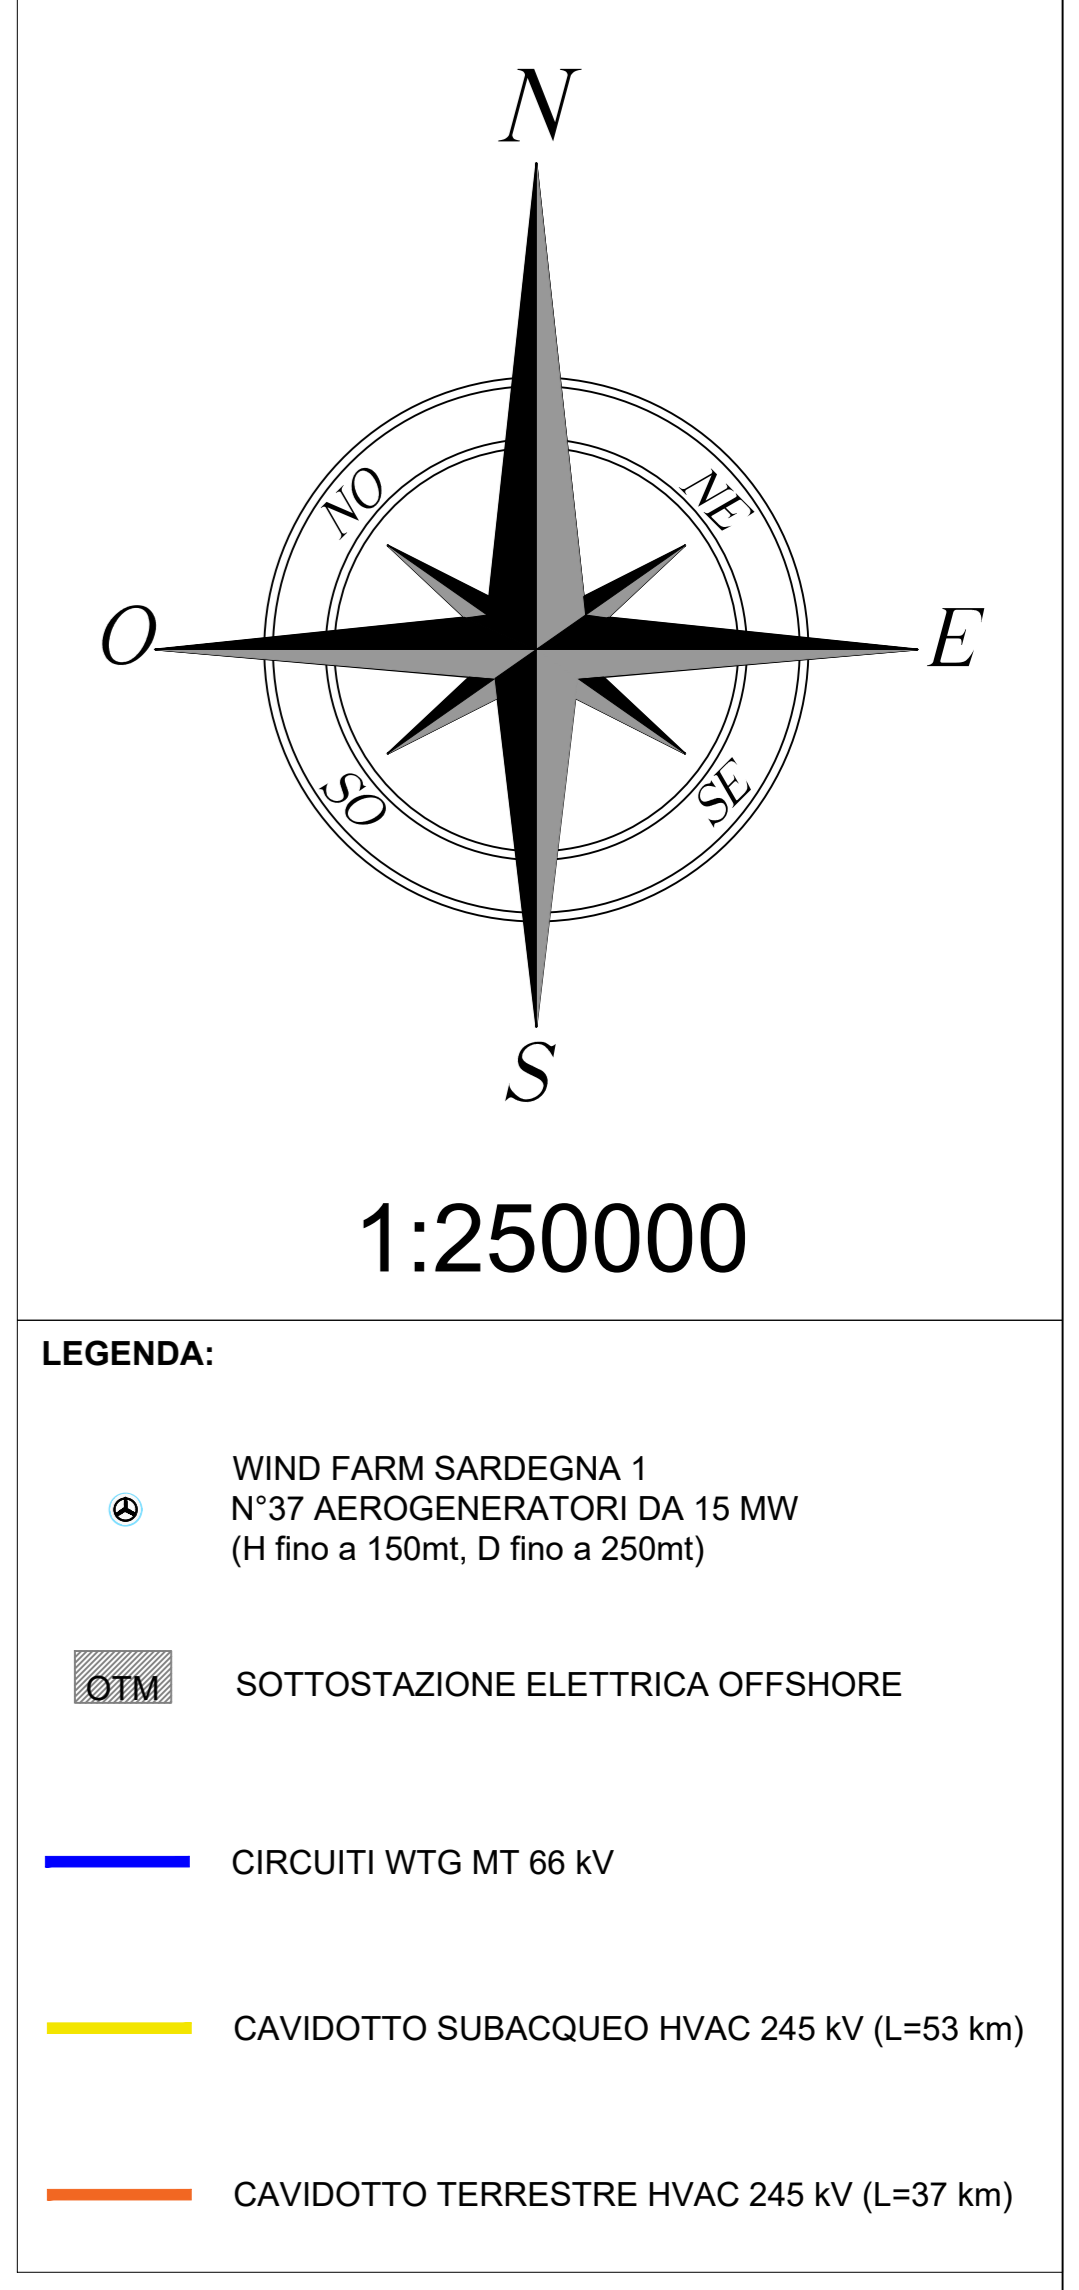 N
NO
NE
O
E
SO
SE
S
1:250000
LEGENDA:
WIND FARM SARDEGNA 1
N°37 AEROGENERATORI DA 15 MW
(H fino a 150mt, D fino a 250mt)
OTM
SOTTOSTAZIONE ELETTRICA OFFSHORE
CIRCUITI WTG MT 66 kV
CAVIDOTTO SUBACQUEO HVAC 245 kV (L=53 km)
CAVIDOTTO TERRESTRE HVAC 245 kV (L=37 km)